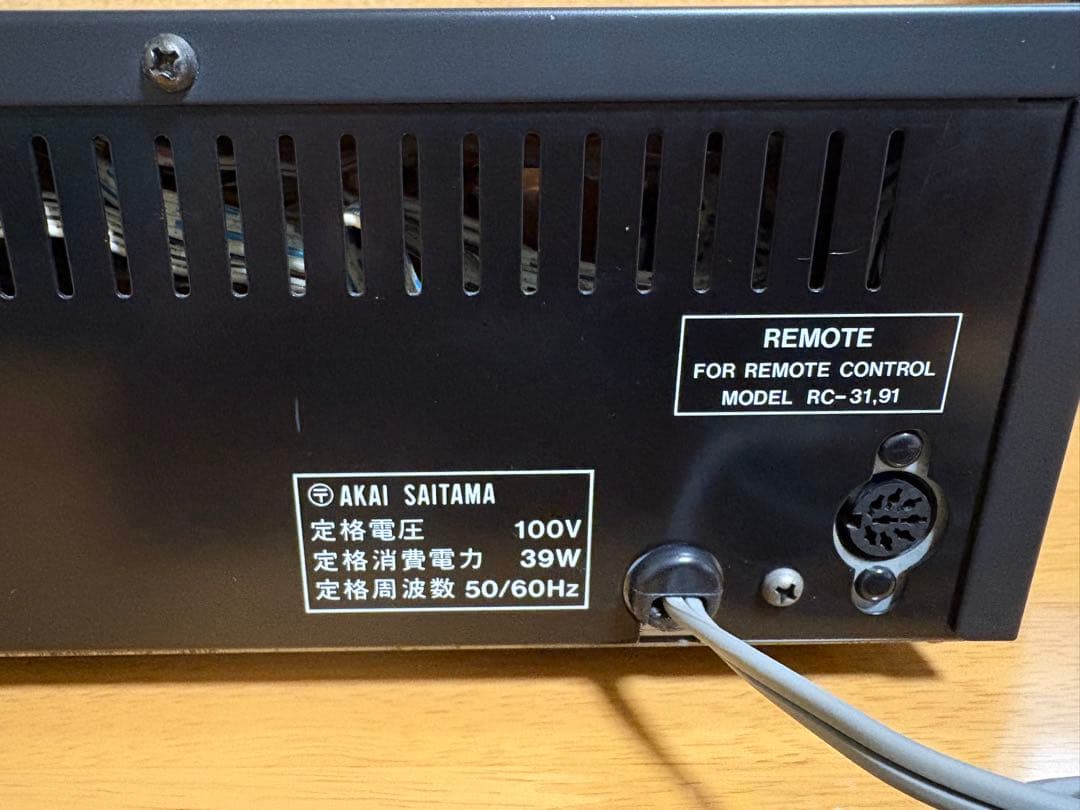 REMOTE
FOR REMOTE CONTROL
MODEL RC-31,91
〶 AKAI SAITAMA
定格電圧 100V
定格消費電力 39W
定格周波数 50/60Hz